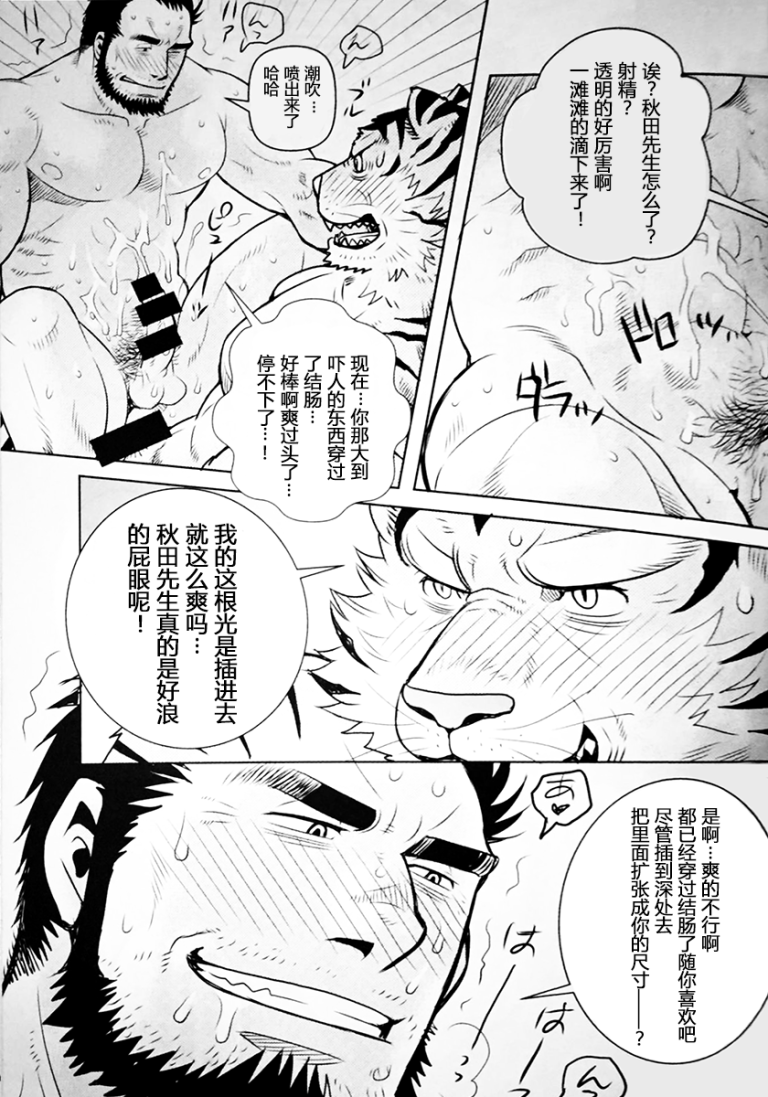 诶？秋田先生怎么了？
射精？
透明的好厉害啊
一滩滩的滴下来了！
ドロ
ダラ
潮吹…
喷出来了
哈哈
现在…你那大到
吓人的东西穿过
了结肠…
好棒啊爽过头了…
停不下了…！
我的这根光是插进去
就这么爽吗…
秋田先生真的是好浪
的屁眼呢！
是啊…爽的不行啊
都已经穿过结肠了随你喜欢吧
尽管插到深处去
把里面扩张成你的尺寸——？
あ
ん